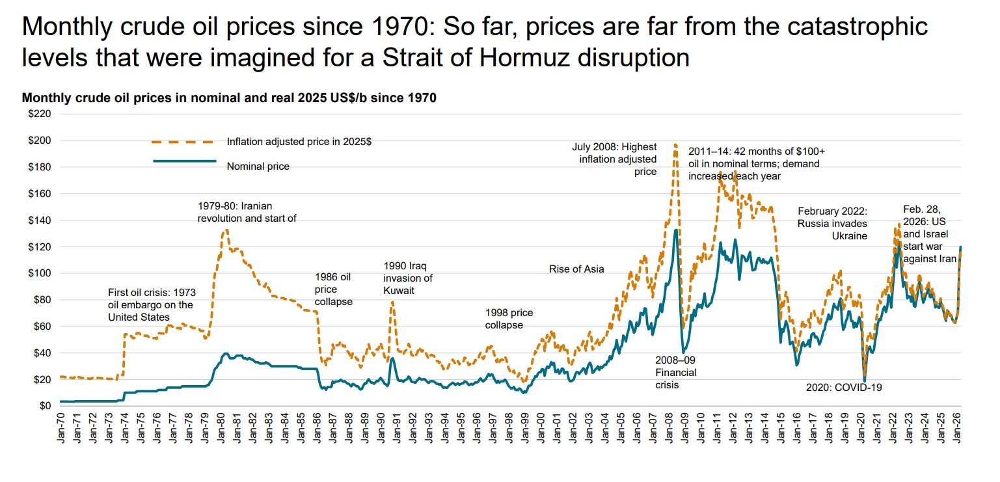 Monthly crude oil prices since 1970: So far, prices are far from the catastrophic
levels that were imagined for a Strait of Hormuz disruption
Monthly crude oil prices in nominal and real 2025 US$/b since 1970
$220
$200
$180
$160
$140
$120
$100
$80
$60
$40
$20
$0
Inflation adjusted price in 2025$
Nominal price
First oil crisis: 1973
oil embargo on the
United States
1979-80: Iranian
revolution and start of
1986 oil
price
collapse
1990 Iraq
invasion of
Kuwait
1998 price
collapse
Rise of Asia
July 2008: Highest
inflation adjusted
price
2008–09
Financial
crisis
2011–14: 42 months of $100+
oil in nominal terms; demand
increased each year
2020: COVID-19
February 2022:
Russia invades
Ukraine
Feb. 28,
2026: US
and Israel
start war
against Iran
Jan-70
Jan-71
Jan-72
Jan-73
Jan-74
Jan-75
Jan-76
Jan-77
Jan-78
Jan-79
Jan-80
Jan-81
Jan-82
Jan-83
Jan-84
Jan-85
Jan-86
Jan-87
Jan-88
Jan-89
Jan-90
Jan-91
Jan-92
Jan-93
Jan-94
Jan-95
Jan-96
Jan-97
Jan-98
Jan-99
Jan-00
Jan-01
Jan-02
Jan-03
Jan-04
Jan-05
Jan-06
Jan-07
Jan-08
Jan-09
Jan-10
Jan-11
Jan-12
Jan-13
Jan-14
Jan-15
Jan-16
Jan-17
Jan-18
Jan-19
Jan-20
Jan-21
Jan-22
Jan-23
Jan-24
Jan-25
Jan-26